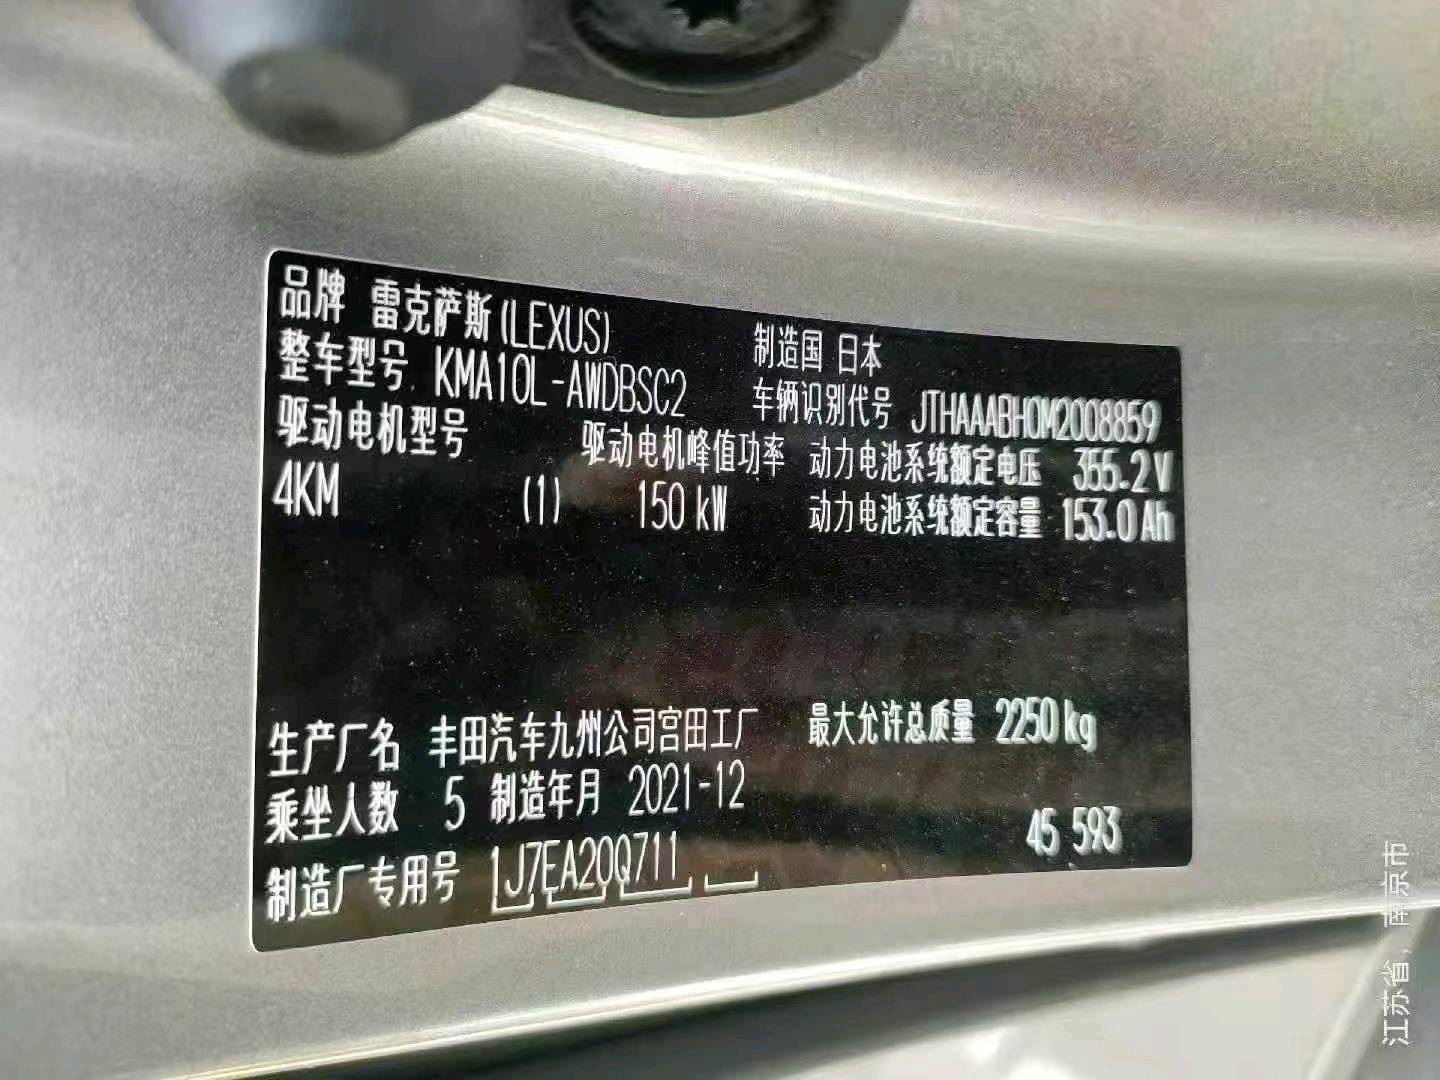 品牌 雷克萨斯(LEXUS) 制造国 日本
整车型号 KMA10L-AWDBSC2 车辆识别代号 JTHAAABH0M2008859
驱动电机型号 驱动电机峰值功率 动力电池系统额定电压 355.2V
4KM (1) 150 kW 动力电池系统额定容量 153.0Ah
生产厂名 丰田汽车九州公司宫田工厂 最大允许总质量 2250kg
乘坐人数 5 制造年月 2021-12
制造厂专用号 1J7EA20Q711 45 593
江苏省，南京市